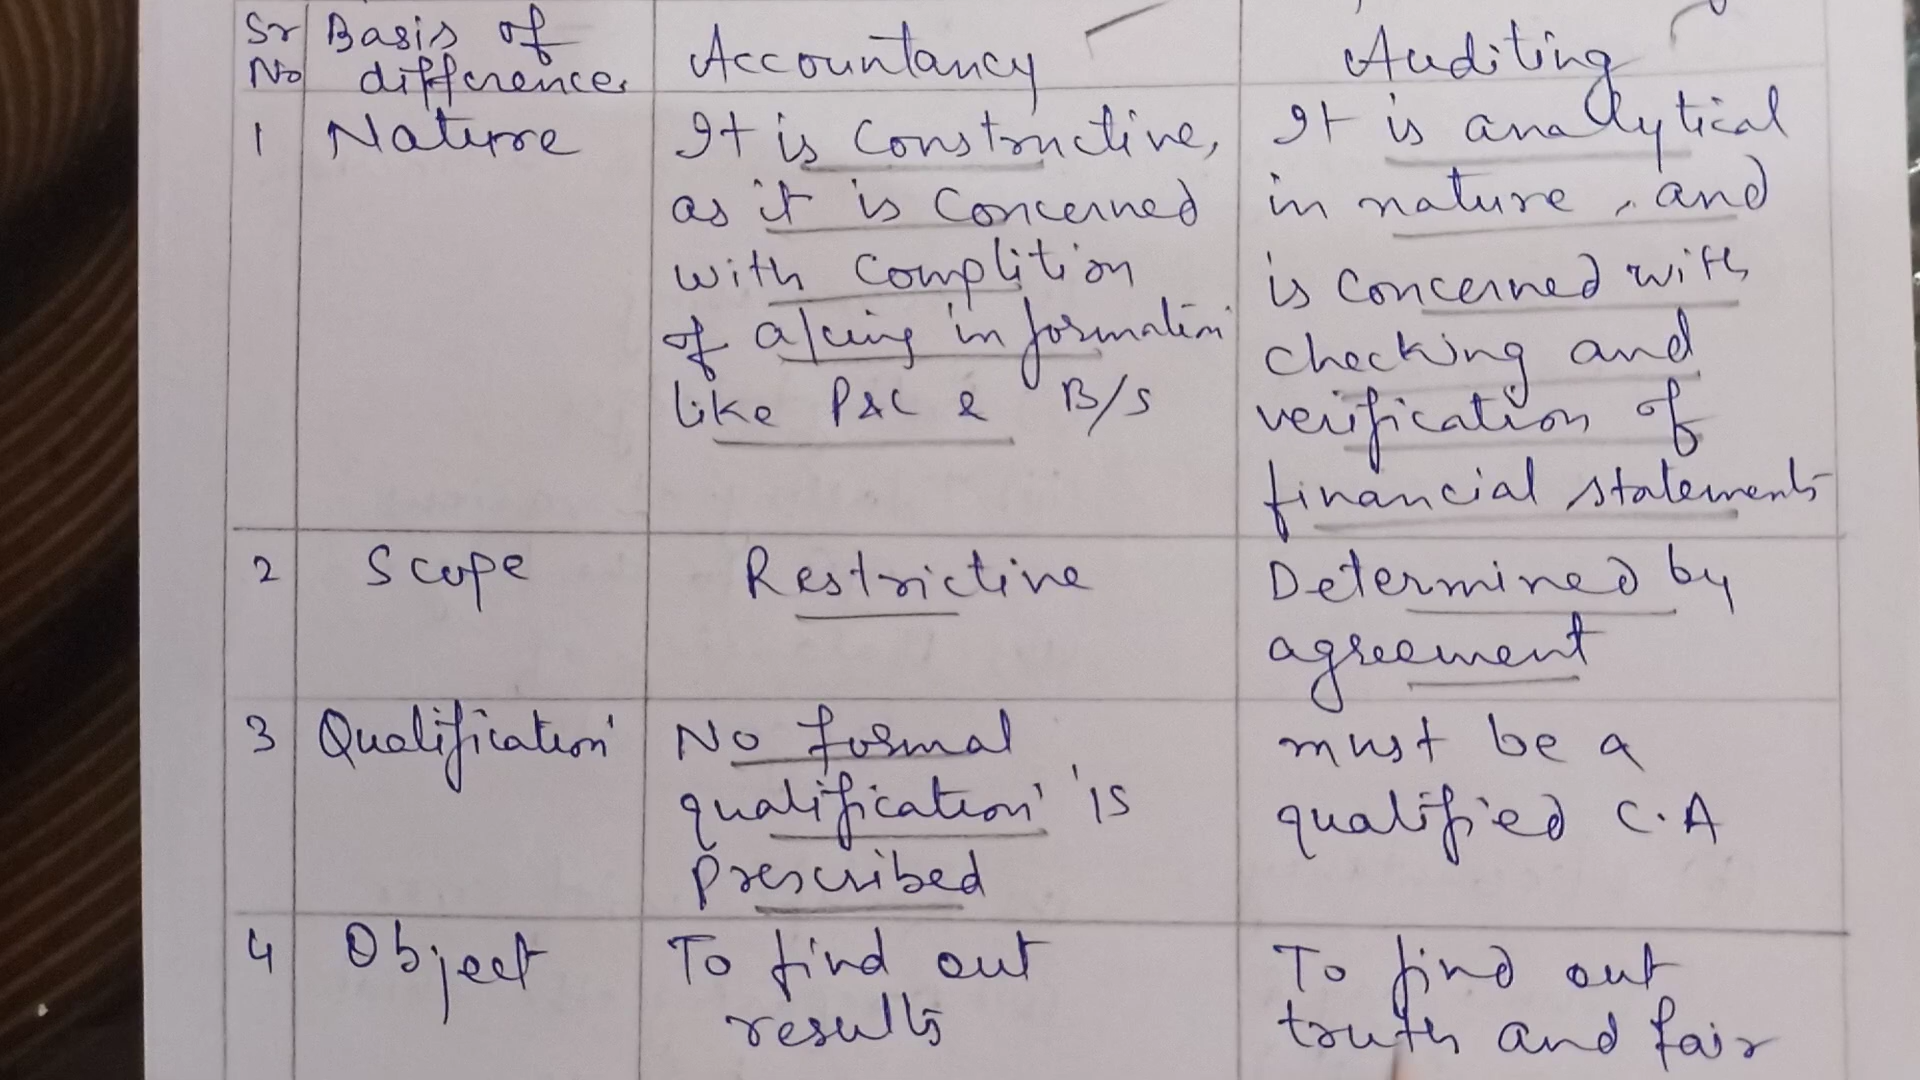 Sr No
Basis of difference
Accountancy
Auditing
1
Nature
It is constructive,
as it is concerned
with complition
of a/cing information
like P&L & B/S
It is analytical
in nature, and
is concerned with
checking and
verification of
financial statements
2
Scope
Restrictive
Determined by
agreement
3
Qualification
No formal
qualification is
prescribed
must be a
qualified C.A
4
Object
To find out
results
To find out
truth and fair